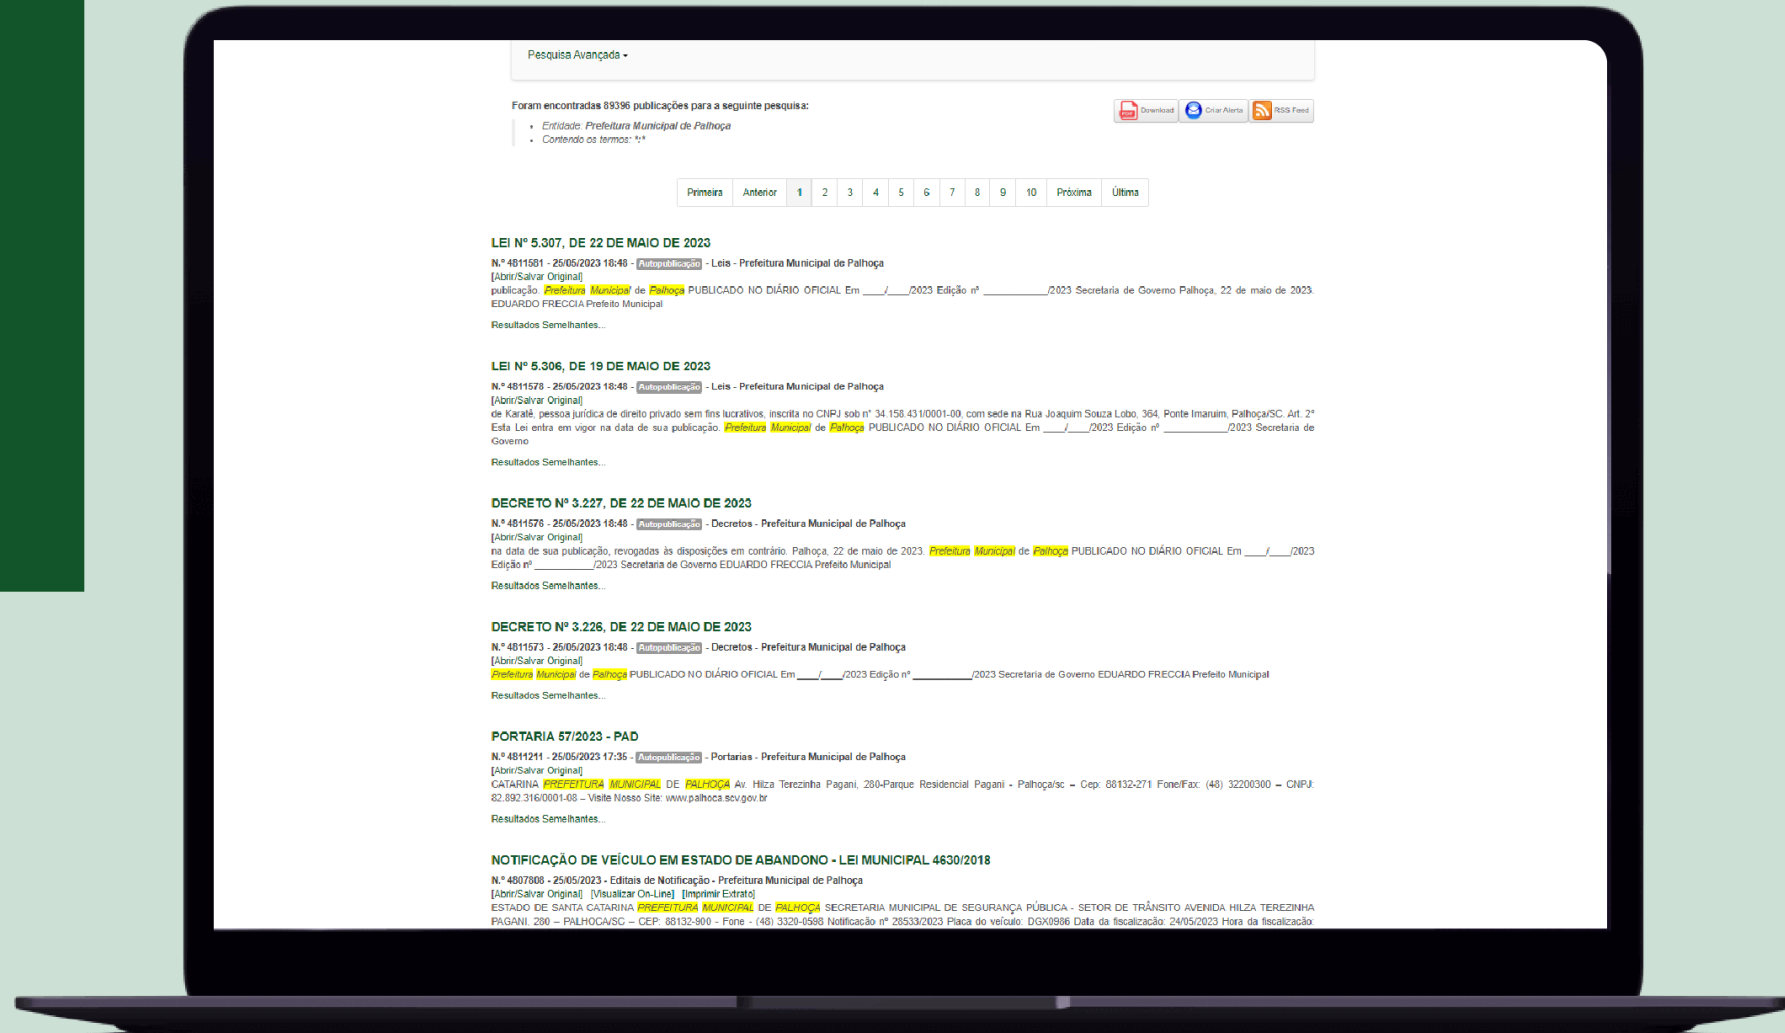 Pesquisa Avançada
Foram encontradas 89396 publicações para a seguinte pesquisa:
Download
Criar Alerta
RSS Feed
Entidade: Prefeitura Municipal de Palhoça
Contendo os termos: *:*
Primeira Anterior 1 2 3 4 5 6 7 8 9 10 Próxima Última
LEI Nº 5.307, DE 22 DE MAIO DE 2023
N.º 4811581 - 25/05/2023 18:48 - Autopublicação - Leis - Prefeitura Municipal de Palhoça
[Abrir/Salvar Original]
publicação. Prefeitura Municipal de Palhoça PUBLICADO NO DIÁRIO OFICIAL Em ____/____/2023 Edição nº ____________/2023 Secretaria de Governo Palhoça, 22 de maio de 2023.
EDUARDO FRECCIA Prefeito Municipal
Resultados Semelhantes...
LEI Nº 5.306, DE 19 DE MAIO DE 2023
N.º 4811578 - 25/05/2023 18:48 - Autopublicação - Leis - Prefeitura Municipal de Palhoça
[Abrir/Salvar Original]
de Karatê, pessoa jurídica de direito privado sem fins lucrativos, inscrita no CNPJ sob n° 34.158.431/0001-00, com sede na Rua Joaquim Souza Lobo, 364, Ponte Imaruim, Palhoça/SC. Art. 2°
Esta Lei entra em vigor na data de sua publicação. Prefeitura Municipal de Palhoça PUBLICADO NO DIÁRIO OFICIAL Em ____/____/2023 Edição nº ____________/2023 Secretaria de
Governo
Resultados Semelhantes...
DECRETO Nº 3.227, DE 22 DE MAIO DE 2023
N.º 4811576 - 25/05/2023 18:48 - Autopublicação - Decretos - Prefeitura Municipal de Palhoça
[Abrir/Salvar Original]
na data de sua publicação, revogadas às disposições em contrário. Palhoça, 22 de maio de 2023. Prefeitura Municipal de Palhoça PUBLICADO NO DIÁRIO OFICIAL Em ____/____/2023
Edição nº ___________/2023 Secretaria de Governo EDUARDO FRECCIA Prefeito Municipal
Resultados Semelhantes...
DECRETO Nº 3.226, DE 22 DE MAIO DE 2023
N.º 4811573 - 25/05/2023 18:48 - Autopublicação - Decretos - Prefeitura Municipal de Palhoça
[Abrir/Salvar Original]
Prefeitura Municipal de Palhoça PUBLICADO NO DIÁRIO OFICIAL Em ____/____/2023 Edição nº ___________/2023 Secretaria de Governo EDUARDO FRECCIA Prefeito Municipal
Resultados Semelhantes...
PORTARIA 57/2023 - PAD
N.º 4811211 - 25/05/2023 17:35 - Autopublicação - Portarias - Prefeitura Municipal de Palhoça
[Abrir/Salvar Original]
CATARINA PREFEITURA MUNICIPAL DE PALHOÇA Av. Hilza Terezinha Pagani, 280-Parque Residencial Pagani - Palhoça/sc – Cep: 88132-271 Fone/Fax: (48) 32200300 – CNPJ:
82.892.316/0001-08 – Visite Nosso Site: www.palhoca.scv.gov.br
Resultados Semelhantes...
NOTIFICAÇÃO DE VEÍCULO EM ESTADO DE ABANDONO - LEI MUNICIPAL 4630/2018
N.º 4807808 - 25/05/2023 - Editais de Notificação - Prefeitura Municipal de Palhoça
[Abrir/Salvar Original] [Visualizar On-Line] [Imprimir Extrato]
ESTADO DE SANTA CATARINA PREFEITURA MUNICIPAL DE PALHOÇA SECRETARIA MUNICIPAL DE SEGURANÇA PÚBLICA - SETOR DE TRÂNSITO AVENIDA HILZA TEREZINHA
PAGANI, 280 – PALHOCA/SC – CEP: 88132-900 - Fone - (48) 3320-0598 Notificação nº 28533/2023 Placa do veículo: DGX0986 Data da fiscalização: 24/05/2023 Hora da fiscalização: